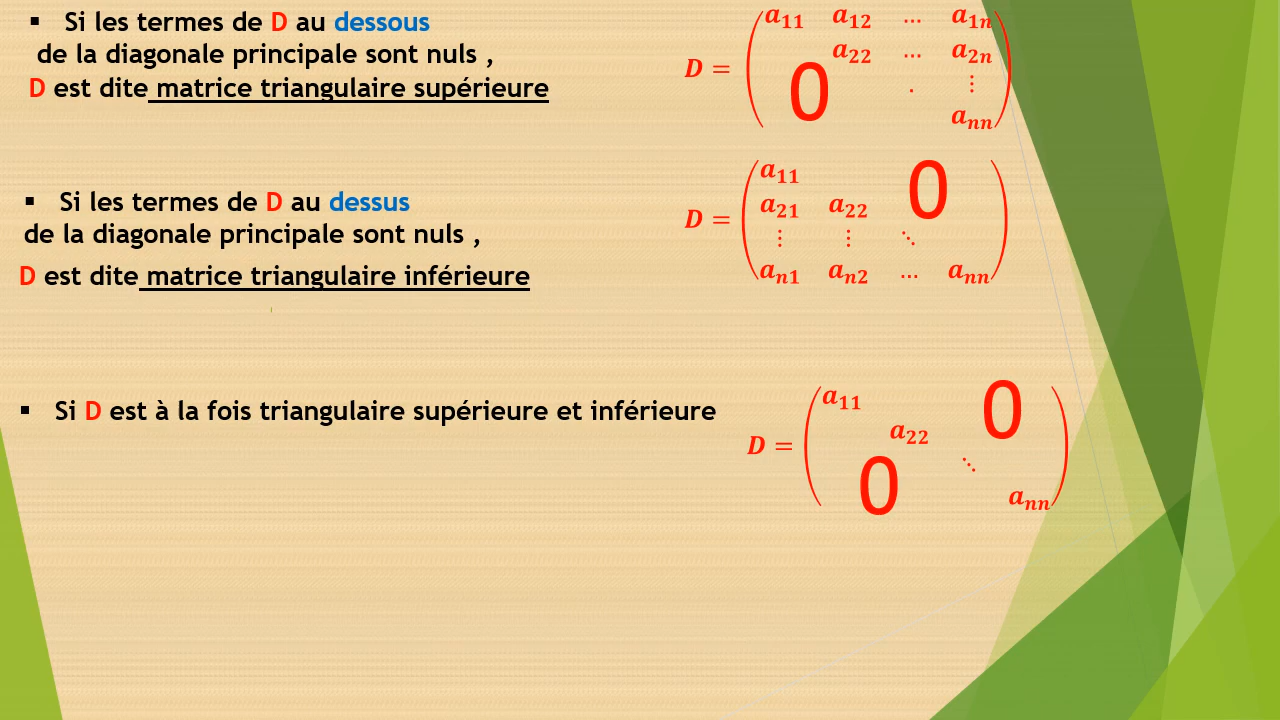 ▪ Si les termes de D au dessous
de la diagonale principale sont nuls ,
D est dite matrice triangulaire supérieure
D = ( a₁₁ a₁₂ … a₁ₙ
a₂₂ … a₂ₙ
0 . ⋮
aₙₙ )
▪ Si les termes de D au dessus
de la diagonale principale sont nuls ,
D est dite matrice triangulaire inférieure
D = ( a₁₁ 0
a₂₁ a₂₂
⋮ ⋮ ⋱
aₙ₁ aₙ₂ … aₙₙ )
▪ Si D est à la fois triangulaire supérieure et inférieure
D = ( a₁₁ 0
a₂₂
0 ⋱
aₙₙ )